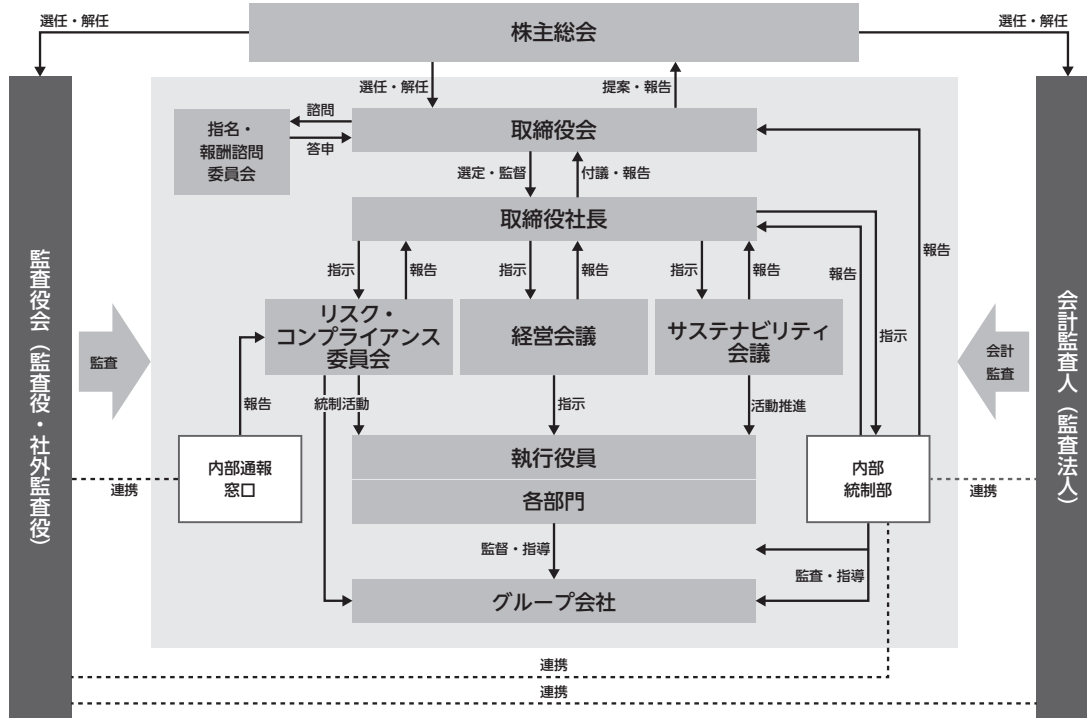 選任・解任
株主総会
選任・解任
選任・解任
提案・報告
指名・
報酬諮問
委員会
諮問
答申
取締役会
選定・監督
付議・報告
取締役社長
指示
報告
指示
報告
指示
報告
報告
報告
指示
リスク・
コンプライアンス
委員会
経営会議
サステナビリティ
会議
監査
会計
監査
監査役会（監査役・社外監査役）
会計監査人（監査法人）
報告
統制活動
指示
活動推進
内部通報
窓口
執行役員
各部門
内部
統制部
連携
連携
監督・指導
監査・指導
グループ会社
連携
連携